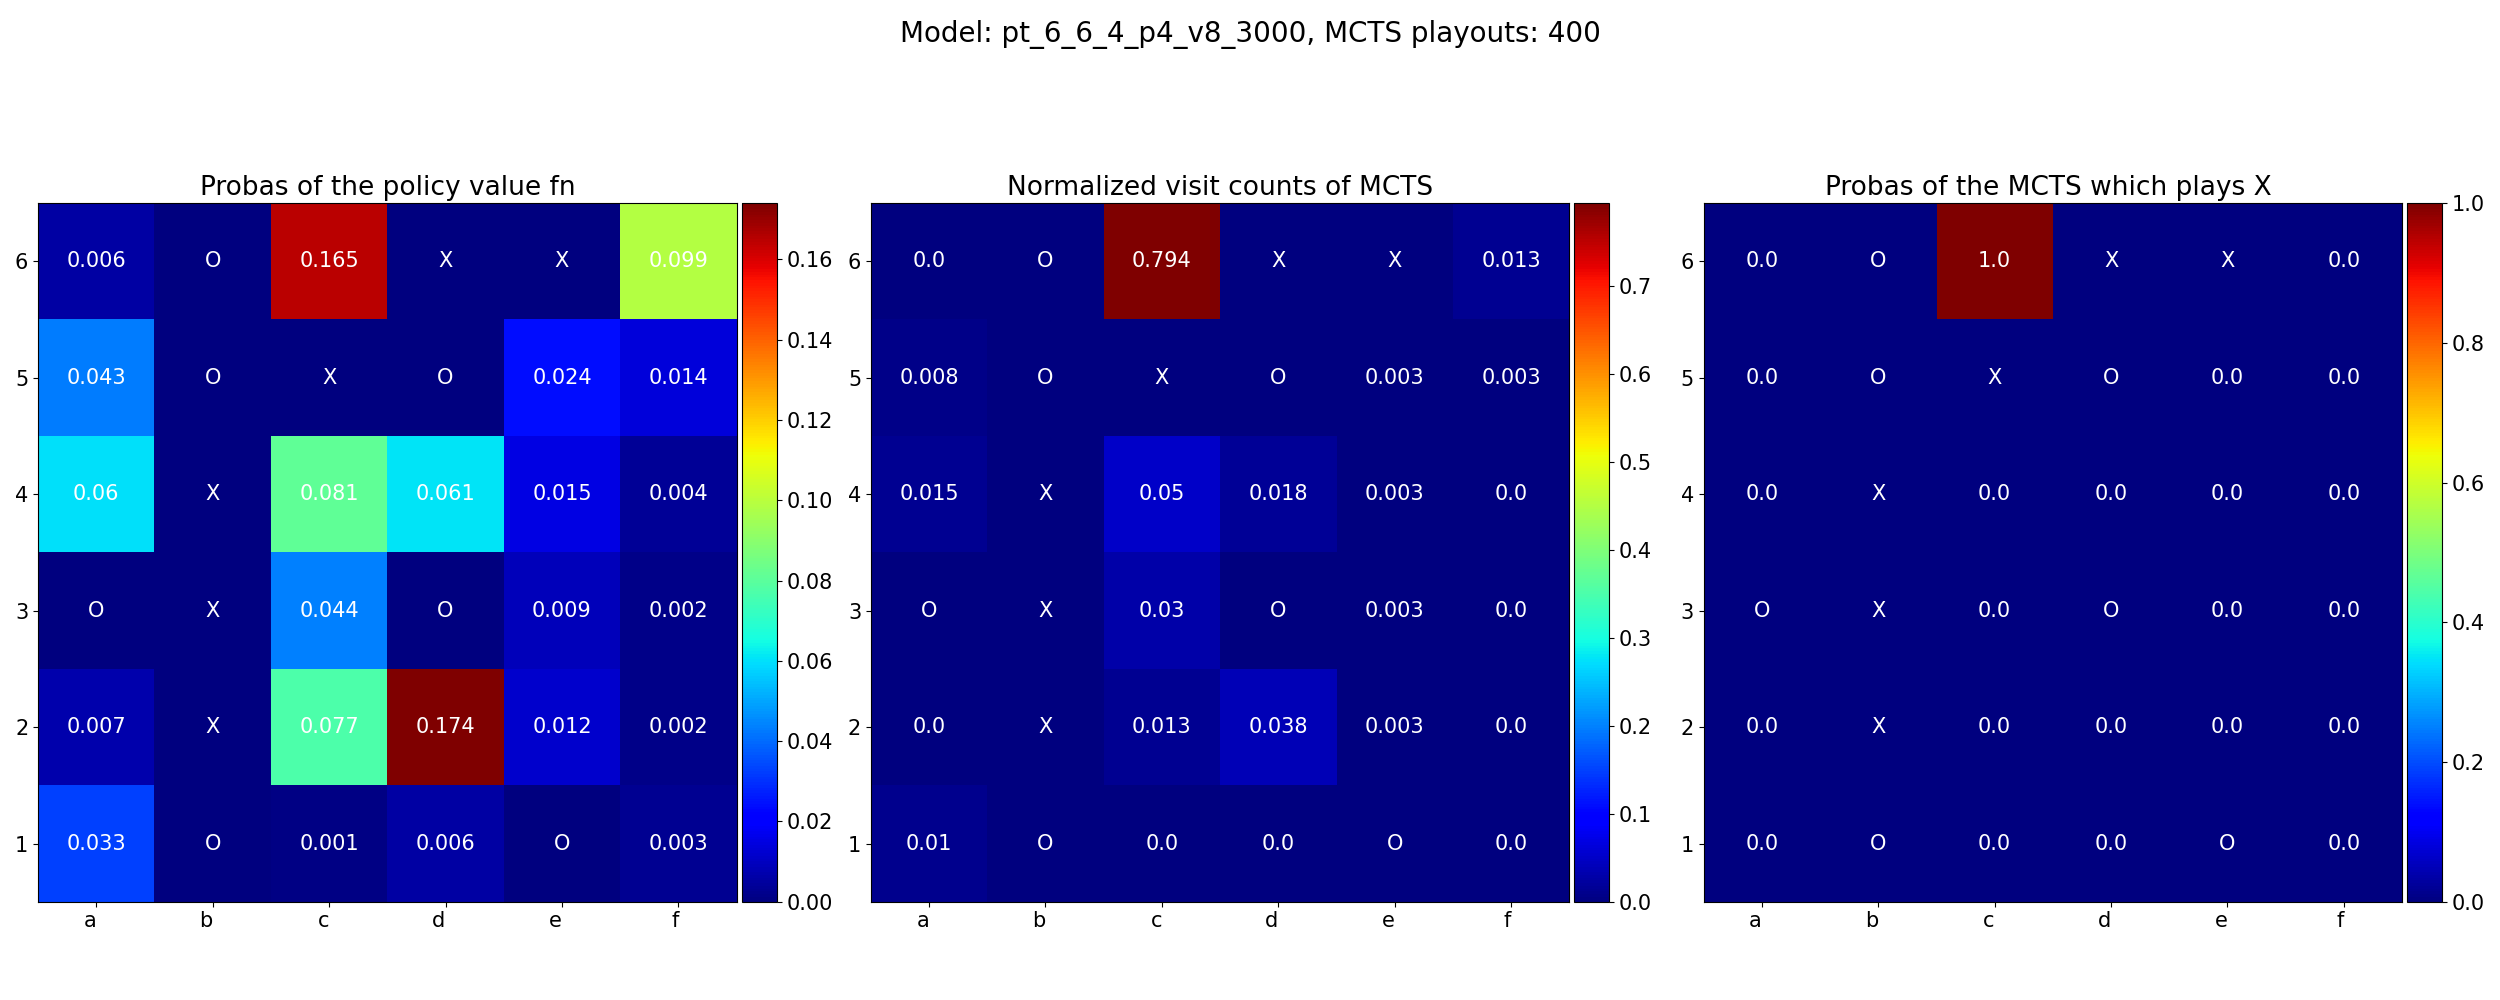 Model: pt_6_6_4_p4_v8_3000, MCTS playouts: 400
Probas of the policy value fn
6 0.006 O 0.165 X X 0.099
5 0.043 O X O 0.024 0.014
4 0.06 X 0.081 0.061 0.015 0.004
3 O X 0.044 O 0.009 0.002
2 0.007 X 0.077 0.174 0.012 0.002
1 0.033 O 0.001 0.006 O 0.003
a b c d e f
0.16
0.14
0.12
0.10
0.08
0.06
0.04
0.02
0.00
Normalized visit counts of MCTS
6 0.0 O 0.794 X X 0.013
5 0.008 O X O 0.003 0.003
4 0.015 X 0.05 0.018 0.003 0.0
3 O X 0.03 O 0.003 0.0
2 0.0 X 0.013 0.038 0.003 0.0
1 0.01 O 0.0 0.0 O 0.0
a b c d e f
0.7
0.6
0.5
0.4
0.3
0.2
0.1
0.0
Probas of the MCTS which plays X
6 0.0 O 1.0 X X 0.0
5 0.0 O X O 0.0 0.0
4 0.0 X 0.0 0.0 0.0 0.0
3 O X 0.0 O 0.0 0.0
2 0.0 X 0.0 0.0 0.0 0.0
1 0.0 O 0.0 0.0 O 0.0
a b c d e f
1.0
0.8
0.6
0.4
0.2
0.0